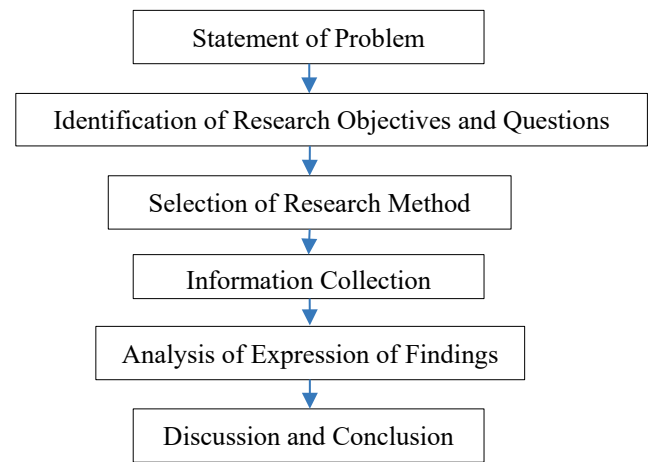 Statement of Problem
Identification of Research Objectives and Questions
Selection of Research Method
Information Collection
Analysis of Expression of Findings
Discussion and Conclusion